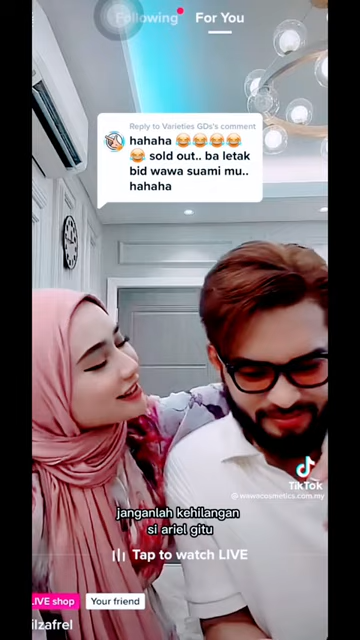 Following
For You
Reply to Varieties GDs's comment
hahaha 😂😂😂😂
😂 sold out.. ba letak
bid wawa suami mu..
hahaha
TikTok
@wawacosmetics.com.my
janganlah kehilangan
si ariel gitu
Tap to watch LIVE
LIVE shop
Your friend
ilzafrel